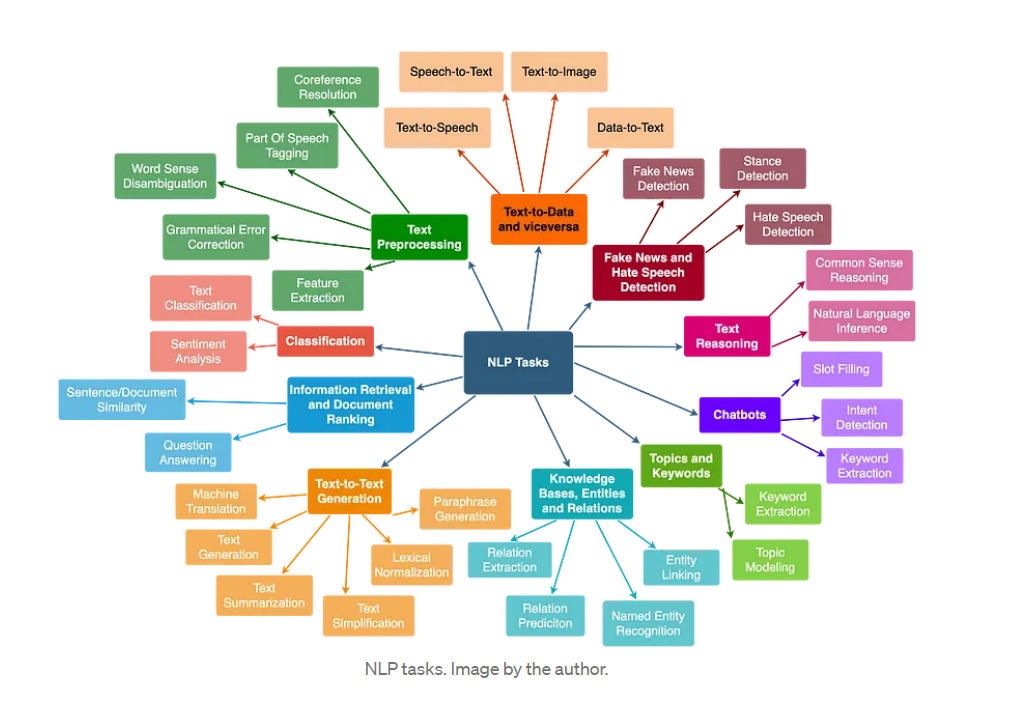 Speech-to-Text
Text-to-Image
Coreference
Resolution
Text-to-Speech
Data-to-Text
Part Of Speech
Tagging
Word Sense
Disambiguation
Fake News
Detection
Stance
Detection
Grammatical Error
Correction
Text
Preprocessing
Text-to-Data
and viceversa
Hate Speech
Detection
Feature
Extraction
Fake News and
Hate Speech
Detection
Common Sense
Reasoning
Text
Classification
Natural Language
Inference
Text
Reasoning
Classification
Sentiment
Analysis
NLP Tasks
Slot Filling
Sentence/Document
Similarity
Information Retrieval
and Document
Ranking
Chatbots
Intent
Detection
Question
Answering
Topics and
Keywords
Keyword
Extraction
Text-to-Text
Generation
Knowledge
Bases, Entities
and Relations
Machine
Translation
Paraphrase
Generation
Keyword
Extraction
Text
Generation
Lexical
Normalization
Relation
Extraction
Entity
Linking
Topic
Modeling
Text
Summarization
Text
Simplification
Relation
Prediciton
Named Entity
Recognition
NLP tasks. Image by the author.